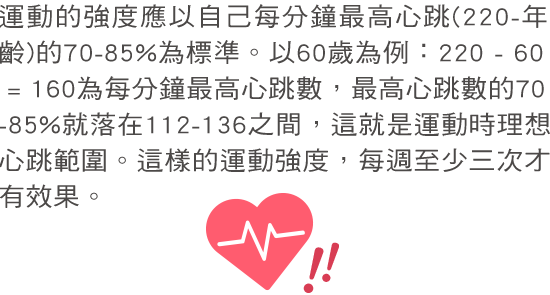 運動的強度應以自己每分鐘最高心跳(220-年
齡)的70-85%為標準。以60歲為例：220 - 60
= 160為每分鐘最高心跳數，最高心跳數的70
-85%就落在112-136之間，這就是運動時理想
心跳範圍。這樣的運動強度，每週至少三次才
有效果。
!!